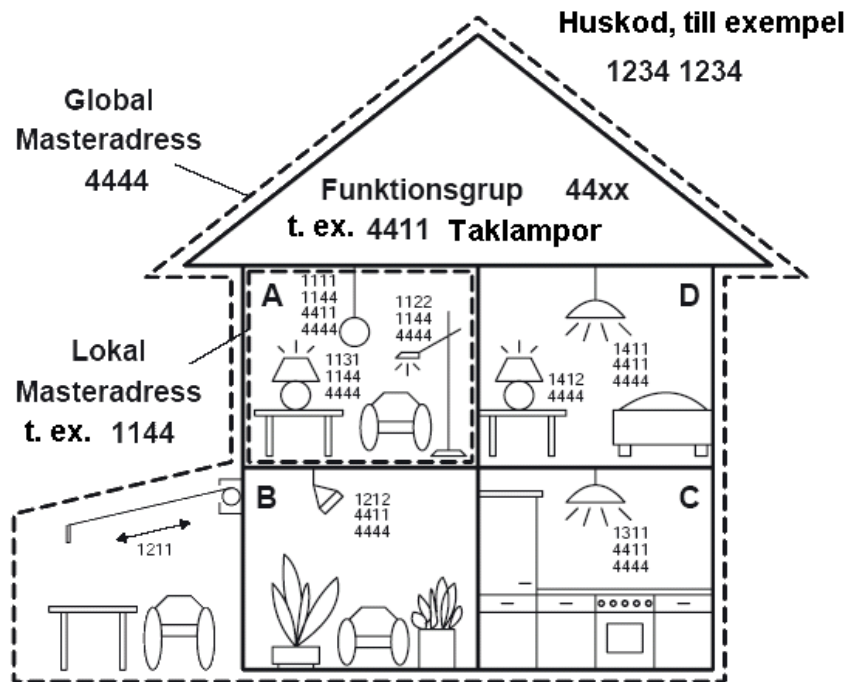 Huskod, till exempel
1234 1234
Global
Masteradress
4444
Funktionsgrup 44xx
t. ex. 4411 Taklampor
A
1111
1144
4411
4444
1122
1144
4444
1131
1144
4444
D
1411
4411
4444
1412
4444
Lokal
Masteradress
t. ex. 1144
1211
B
1212
4411
4444
C
1311
4411
4444